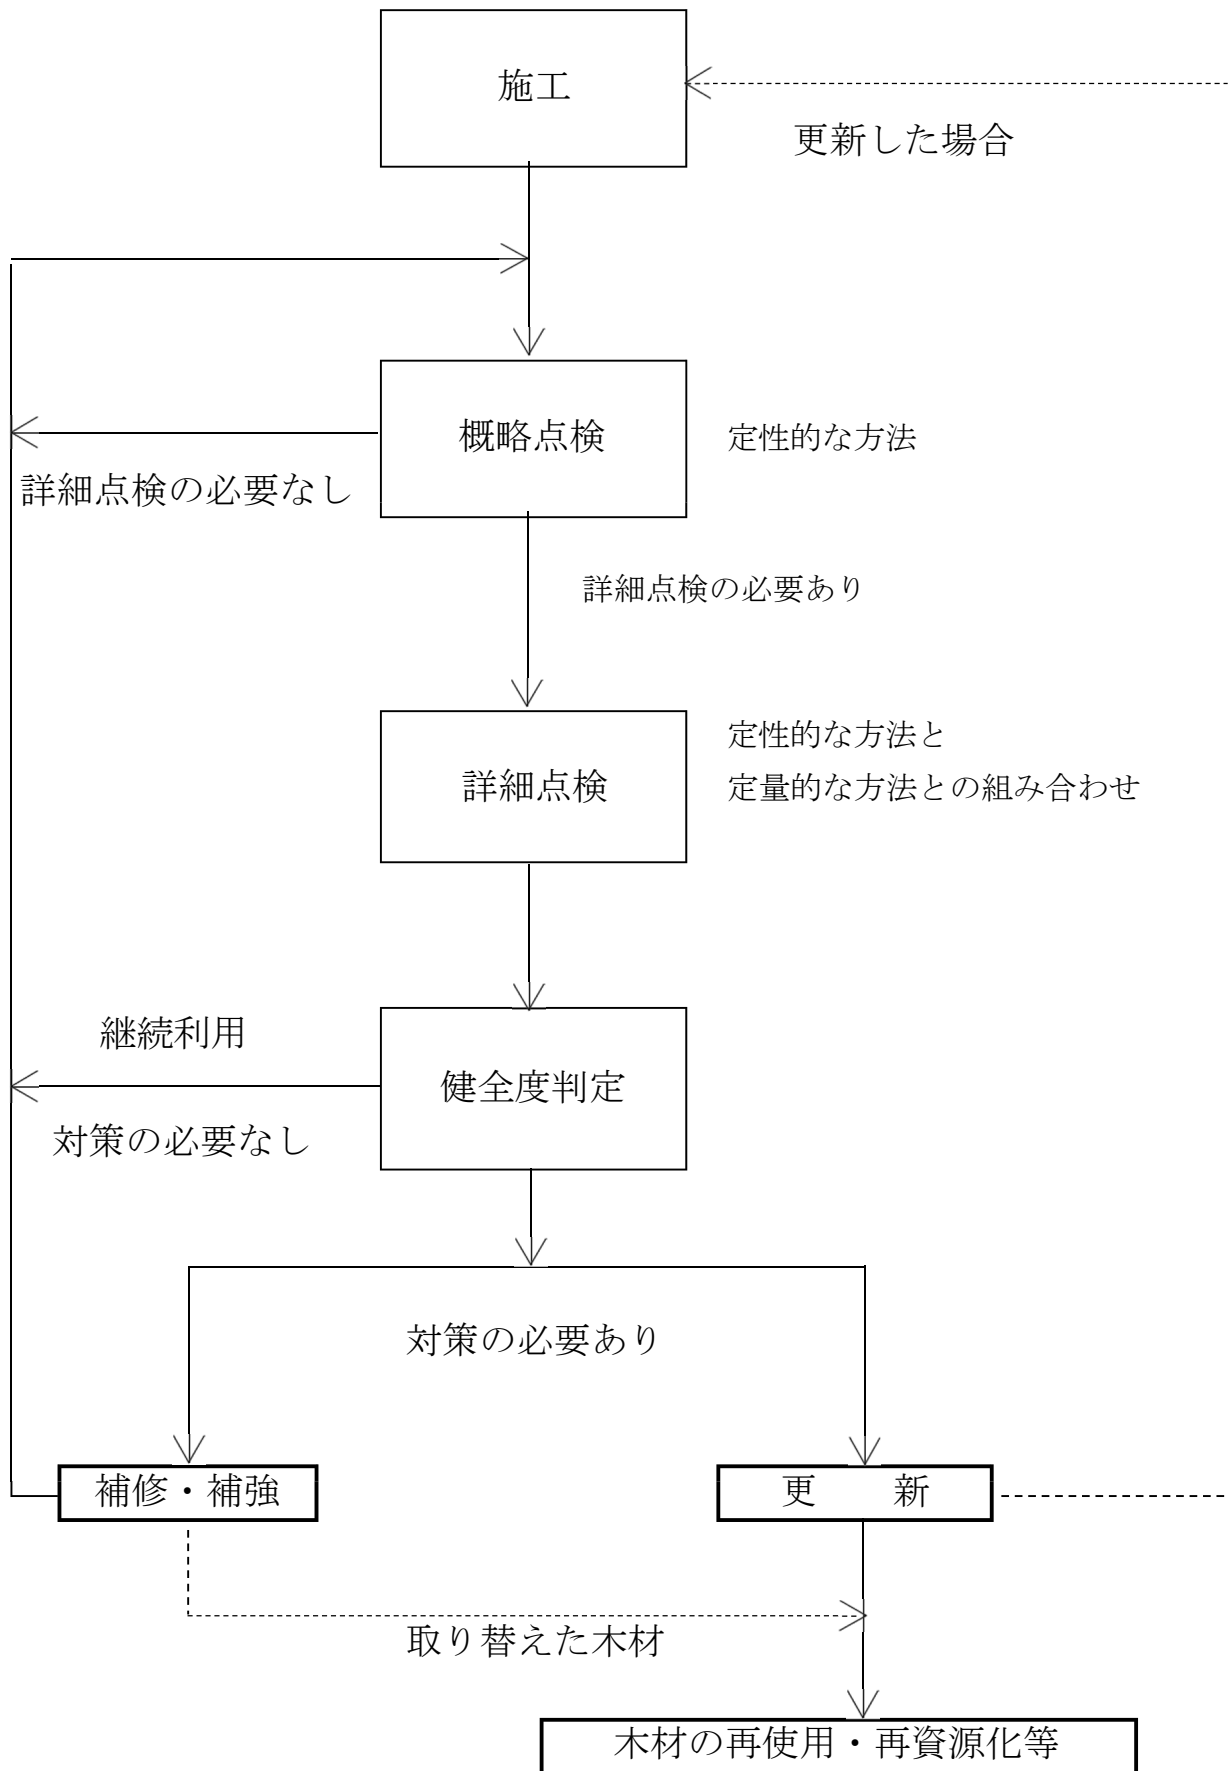 施工
更新した場合
概略点検
定性的な方法
詳細点検の必要なし
詳細点検の必要あり
詳細点検
定性的な方法と
定量的な方法との組み合わせ
継続利用
健全度判定
対策の必要なし
対策の必要あり
補修・補強
更　　新
取り替えた木材
木材の再使用・再資源化等